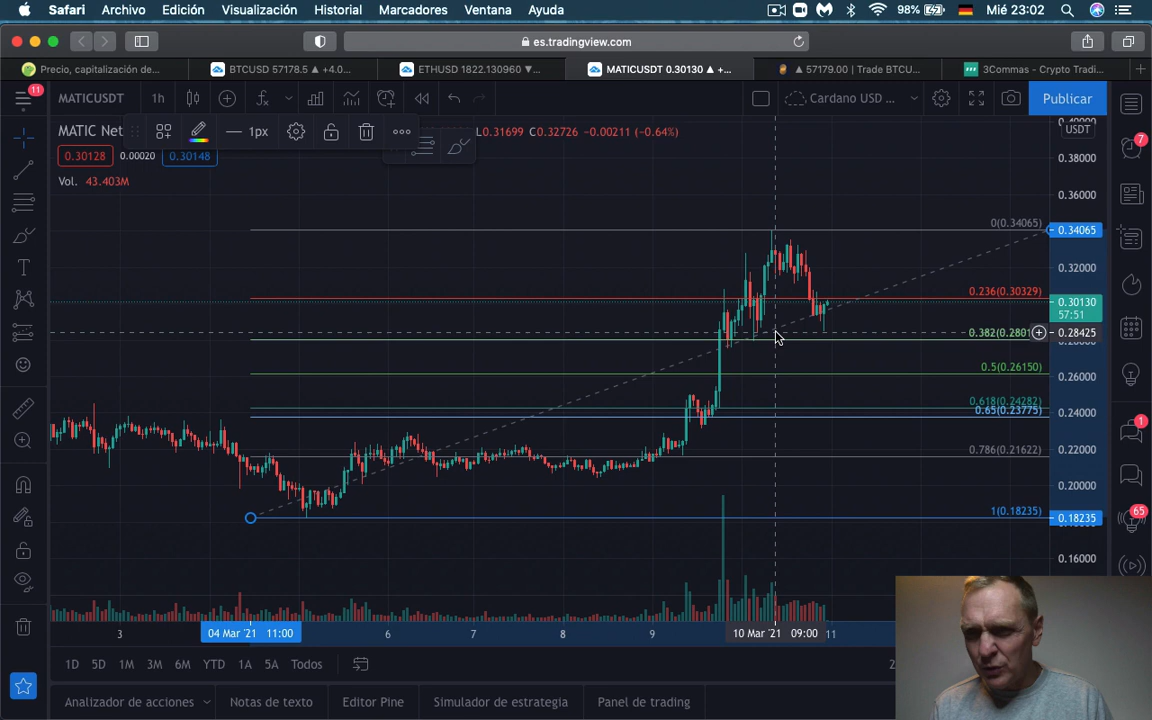 Safari Archivo Edición Visualización Historial Marcadores Ventana Ayuda 98% Mié 23:02
es.tradingview.com
Precio, capitalización de... BTCUSD 57178.5 ▲ +4.0... ETHUSD 1822.130960 ▼... MATICUSDT 0.30130 ▲ +... ▲ 57179.00 | Trade BTCU... 3Commas - Crypto Tradi...
11 MATICUSDT 1h Cardano USD ... Publicar
MATIC Net 1px L0.31699 C0.32726 -0.00211 (-0.64%)
USDT
7
0.30128 0.00020 0.30148
0.38000
Vol. 43.403M
0.36000
0(0.34065) 0.34065
0.32000
0.236(0.30329) 0.30130
57:51
0.382(0.2801 0.28425
0.5(0.26150) 0.26000
0.618(0.24282) 0.24000
0.65(0.23775)
1
0.786(0.21622) 0.22000
0.20000
1(0.18235) 0.18235
65
0.16000
3 04 Mar '21 11:00 6 7 8 9 10 Mar '21 09:00 11
1D 5D 1M 3M 6M YTD 1A 5A Todos 2
Analizador de acciones Notas de texto Editor Pine Simulador de estrategia Panel de trading